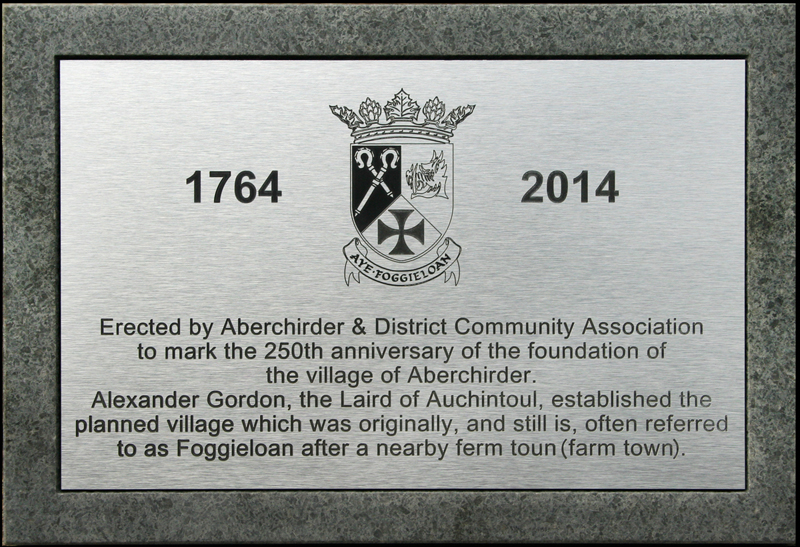 1764
2014
AYE·FOGGIELOAN
Erected by Aberchirder & District Community Association
to mark the 250th anniversary of the foundation of
the village of Aberchirder.
Alexander Gordon, the Laird of Auchintoul, established the
planned village which was originally, and still is, often referred
to as Foggieloan after a nearby ferm toun (farm town).